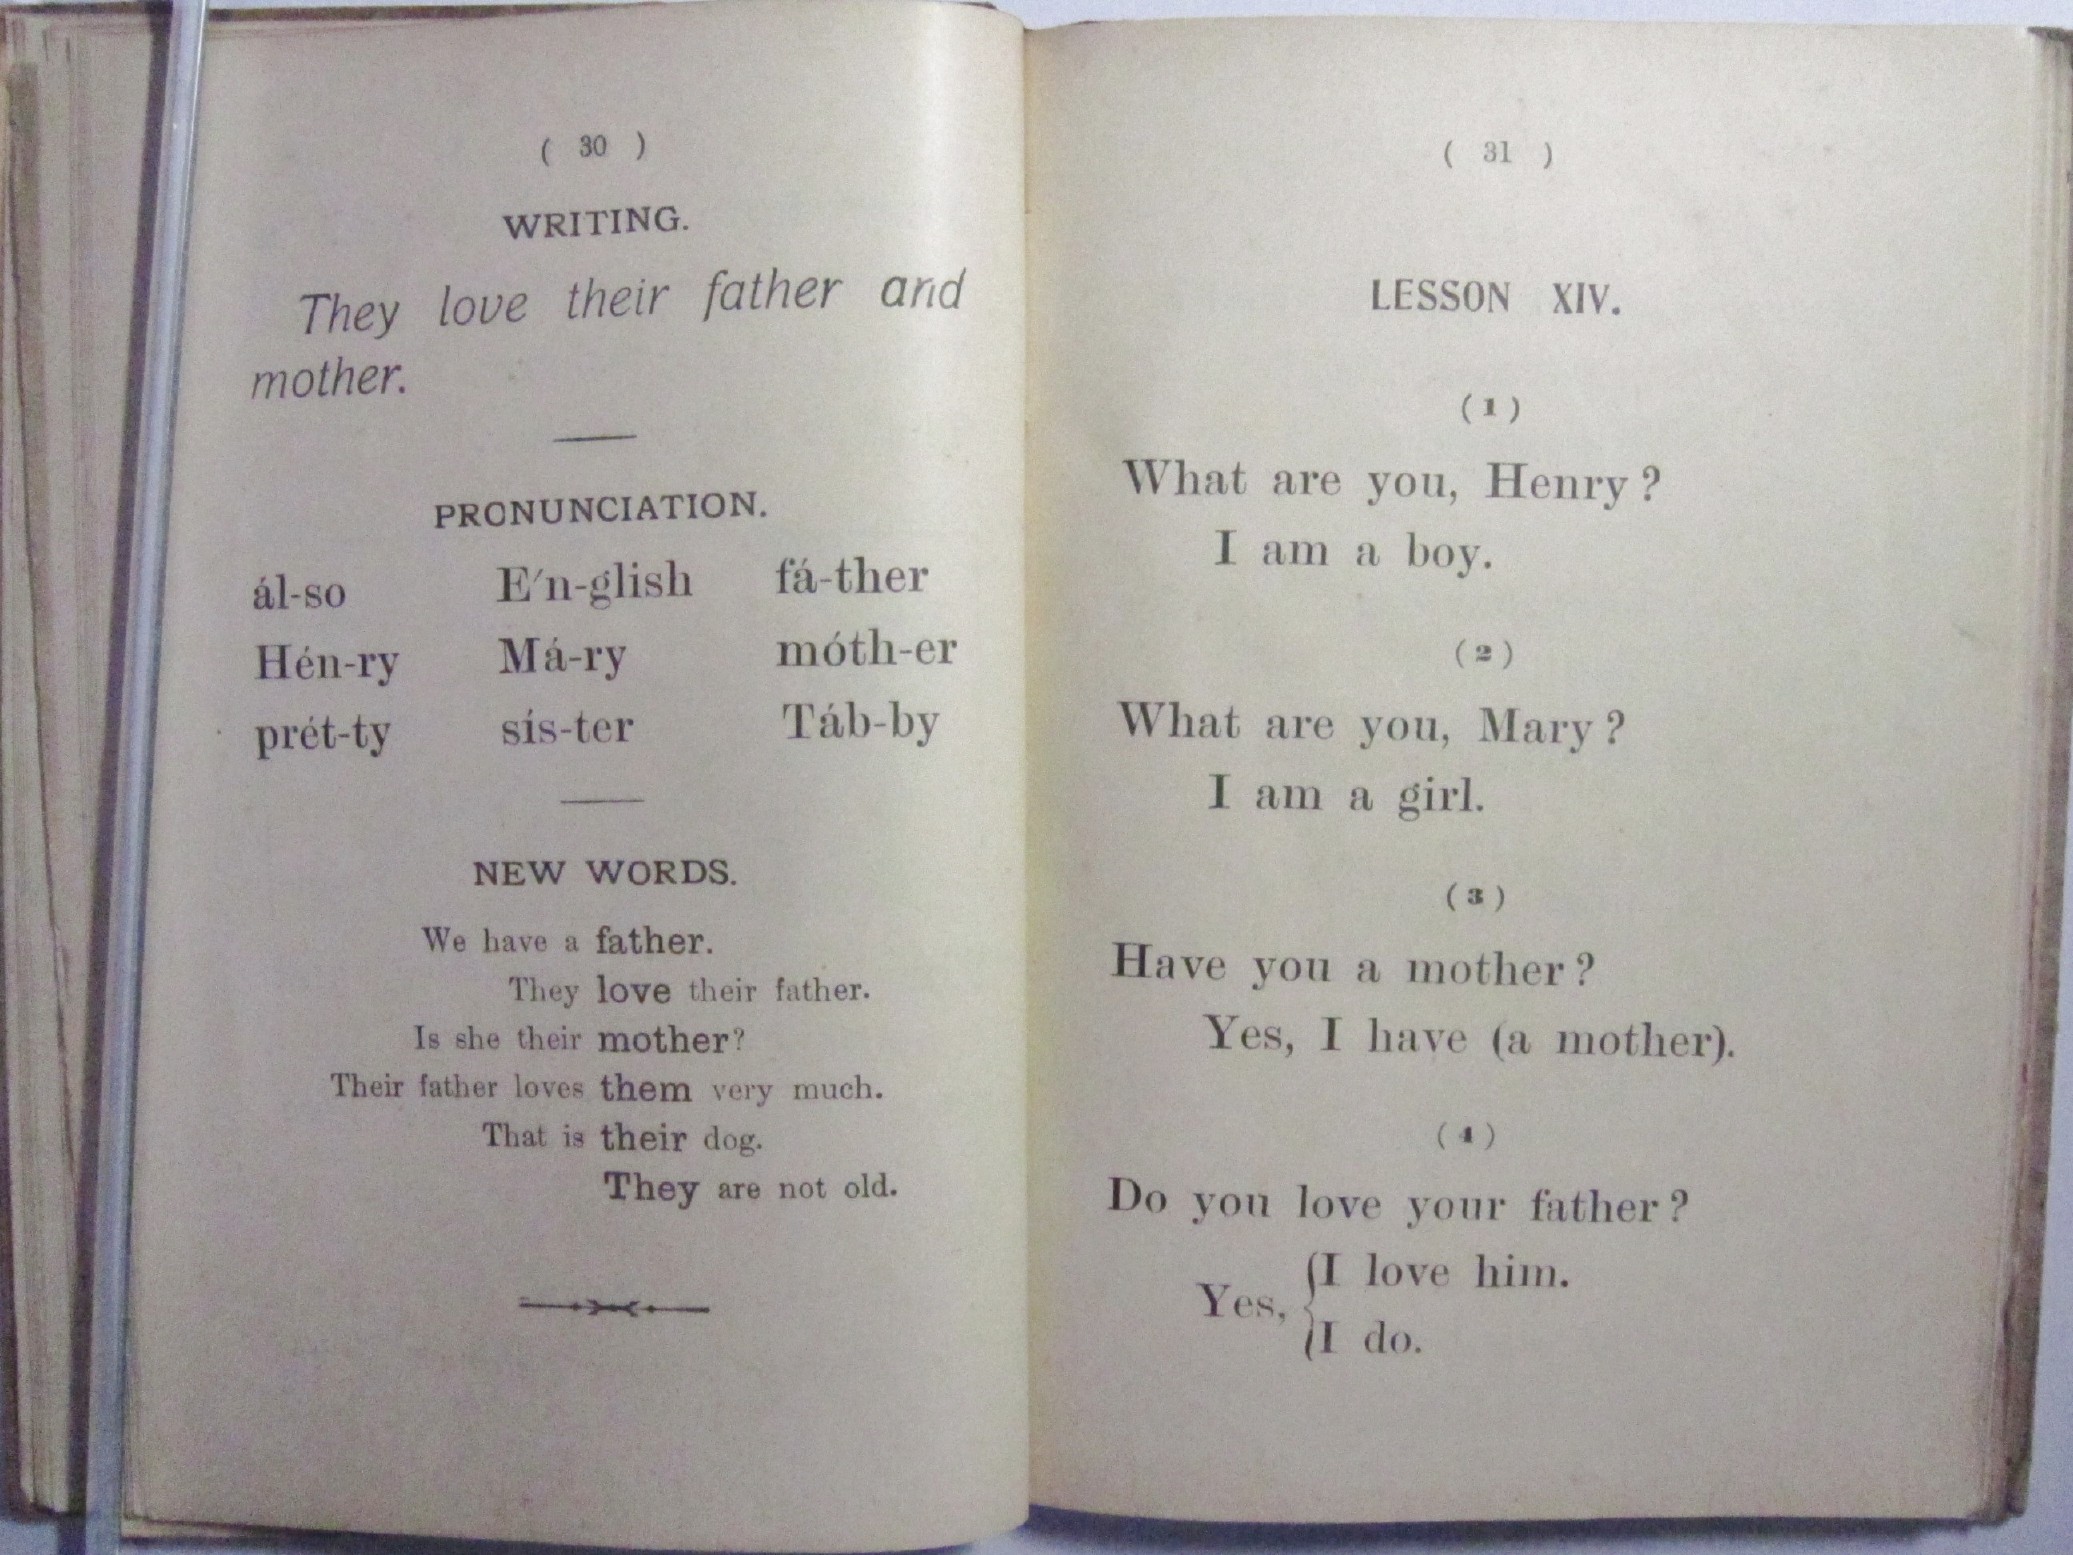 ( 30 )
WRITING.
They love their father and
mother.
PRONUNCIATION.
ál-so E′n-glish fá-ther
Hén-ry Má-ry móth-er
prét-ty sís-ter Táb-by
NEW WORDS.
We have a father.
They love their father.
Is she their mother?
Their father loves them very much.
That is their dog.
They are not old.
( 31 )
LESSON XIV.
(1)
What are you, Henry?
I am a boy.
(2)
What are you, Mary?
I am a girl.
(3)
Have you a mother?
Yes, I have (a mother).
(4)
Do you love your father?
Yes, {I love him.
{I do.